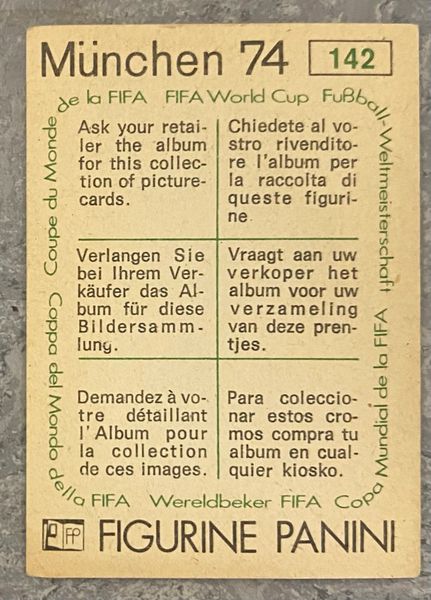 München 74 142
de la FIFA FIFA World Cup Fußball-Weltmeisterschaft
Ask your retai-
ler the album
for this collec-
tion of picture-
cards.
Chiedete al vo-
stro rivendito-
re l'album per
la raccolta di
queste figuri-
ne.
Verlangen Sie
bei Ihrem Ver-
käufer das Al-
bum für diese
Bildersamm-
lung.
Vraagt aan uw
verkoper het
album voor uw
verzameling
van deze pren-
tjes.
Demandez à vo-
tre détaillant
l'Album pour
la collection
de ces images.
Para coleccio-
nar estos cro-
mos compra tu
album en cual-
quier kiosko.
Coupe du Monde
Coppa del Mondo
della FIFA Wereldbeker FIFA Copa Mundial de la FIFA
FP FIGURINE PANINI